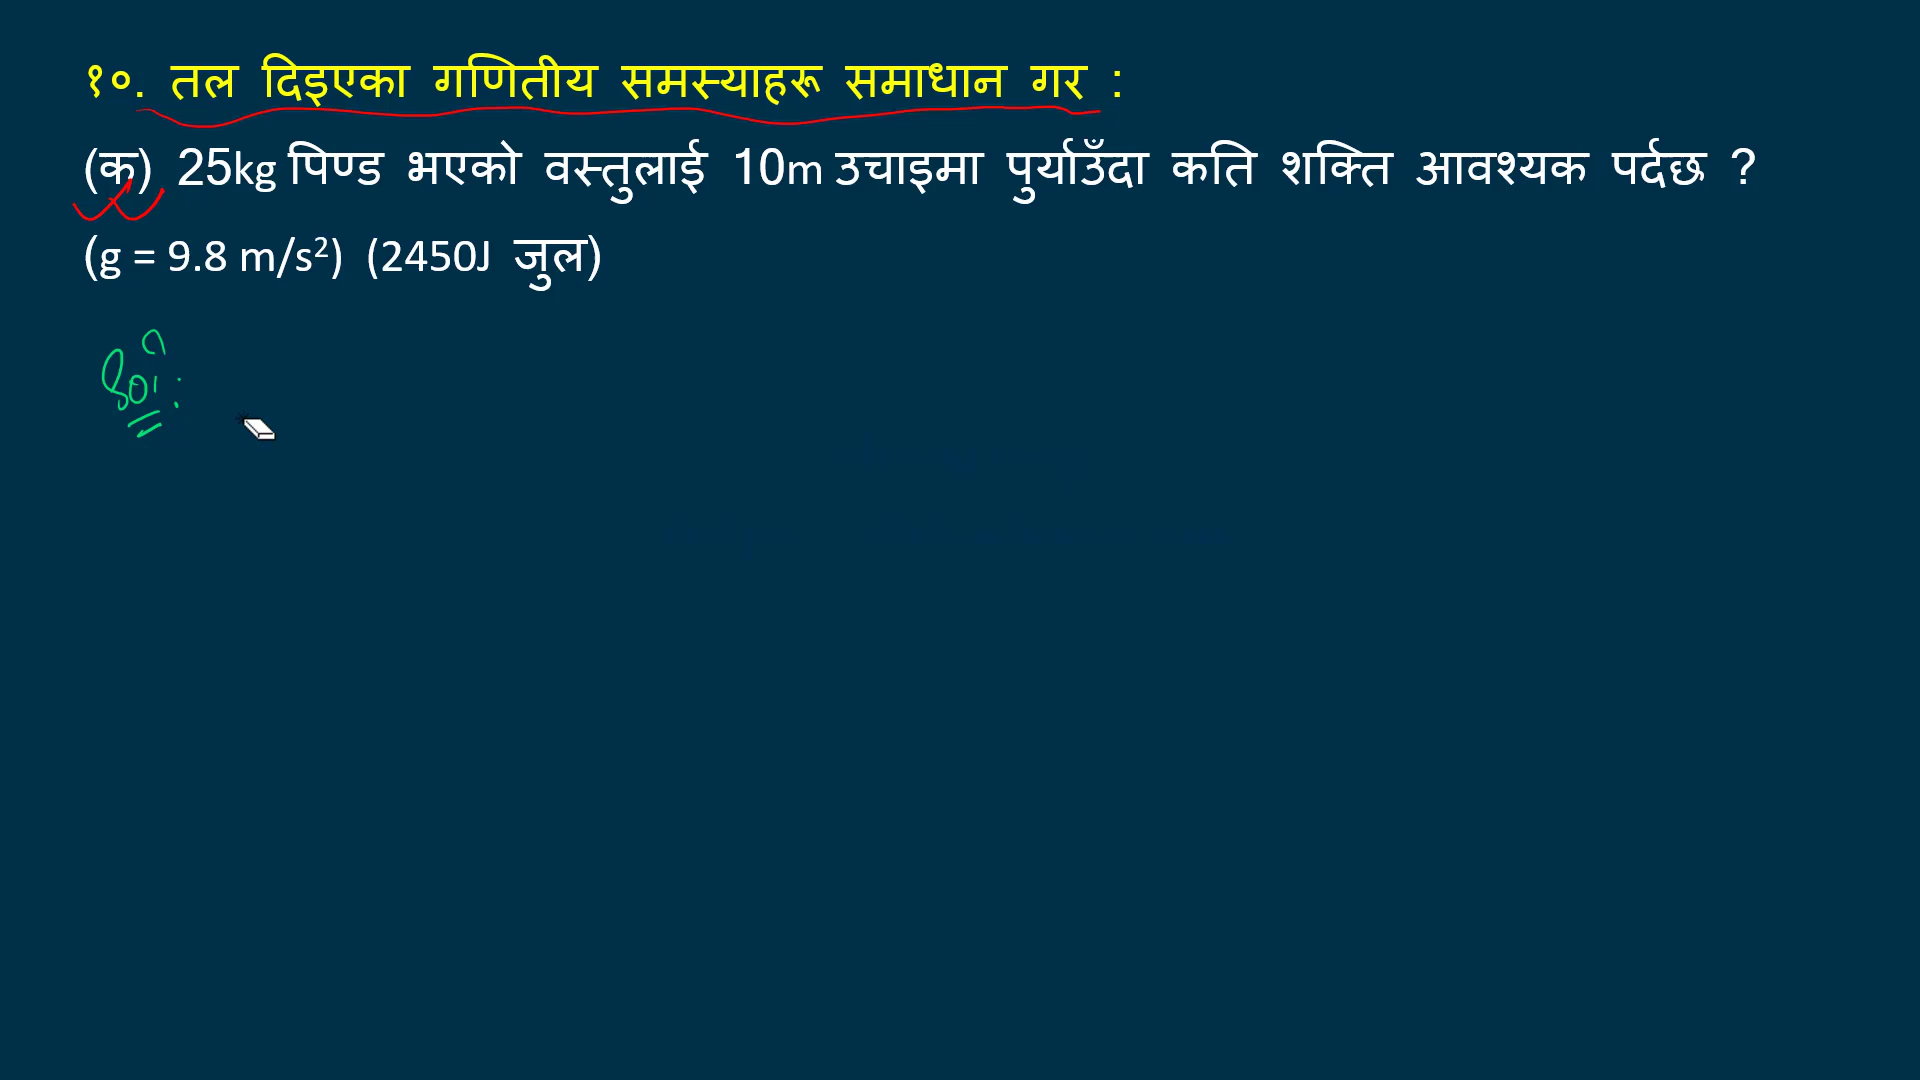 १०. तल दिइएका गणितीय समस्याहरू समाधान गर :
(क) 25kg पिण्ड भएको वस्तुलाई 10m उचाइमा पुर्याउँदा कति शक्ति आवश्यक पर्दछ ?
(g = 9.8 m/s²) (2450J जुल)